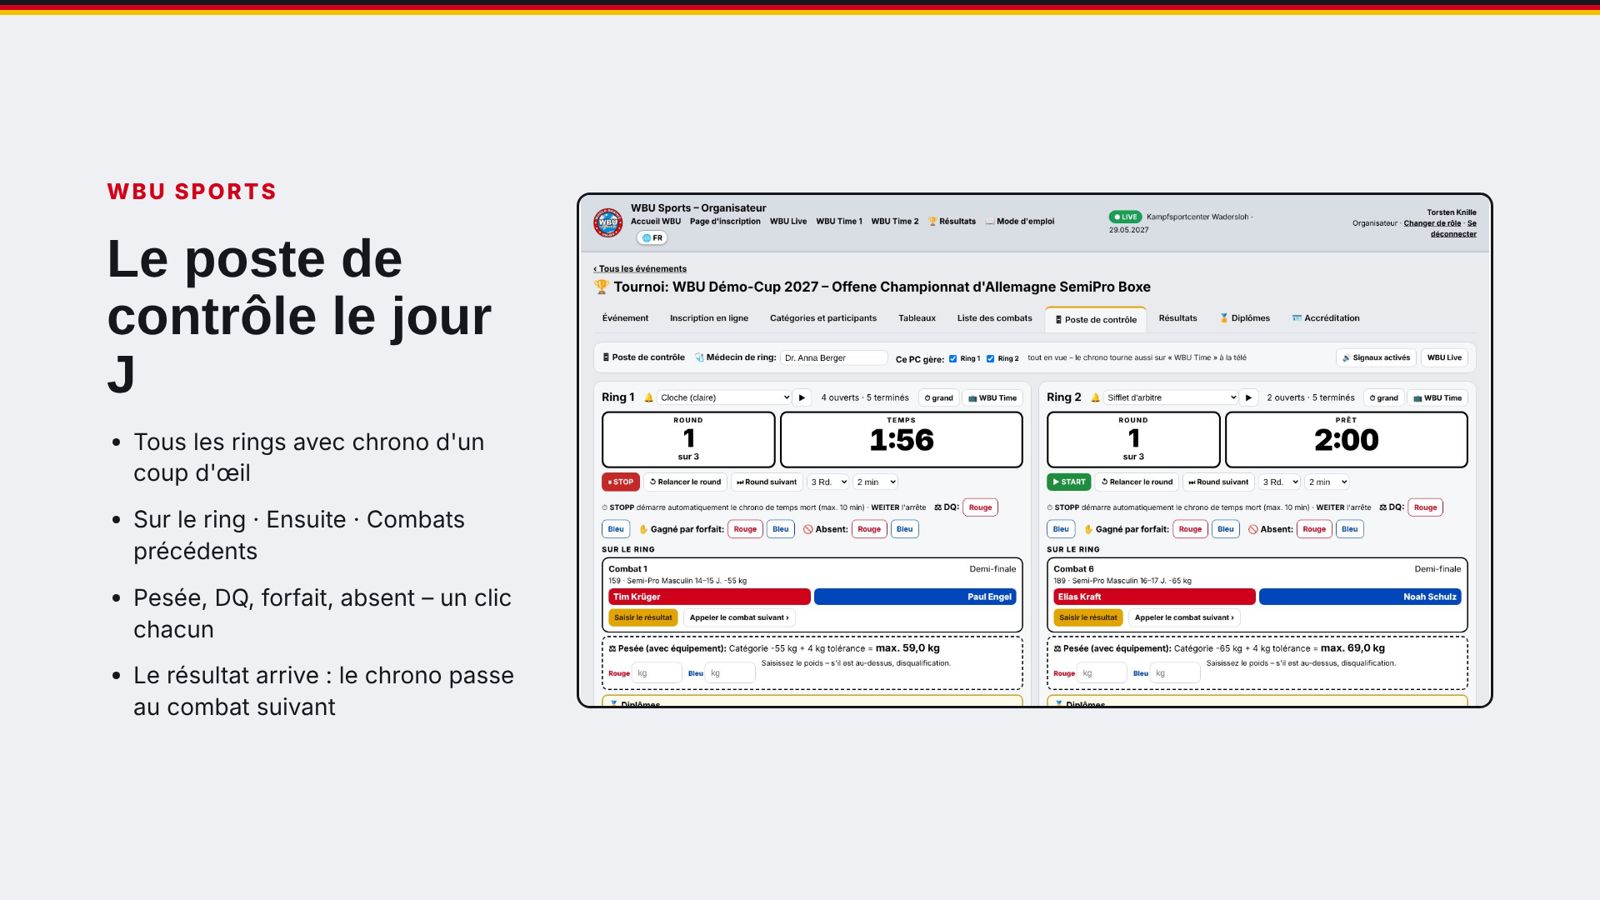 WBU SPORTS
Le poste de
contrôle le jour
J
• Tous les rings avec chrono d'un
coup d'œil
• Sur le ring · Ensuite · Combats
précédents
• Pesée, DQ, forfait, absent – un clic
chacun
• Le résultat arrive : le chrono passe
au combat suivant
WBU
WBU Sports – Organisateur
Accueil WBU Page d'inscription WBU Live WBU Time 1 WBU Time 2 🏆 Résultats 📖 Mode d'emploi
🌐 FR
● LIVE Kampfsportcenter Wadersloh ·
29.05.2027
Torsten Knille
Organisateur · Changer de rôle · Se
déconnecter
‹ Tous les événements
🏆 Tournoi: WBU Démo-Cup 2027 – Offene Championnat d'Allemagne SemiPro Boxe
Événement Inscription en ligne Catégories et participants Tableaux Liste des combats Poste de contrôle Résultats 🏅 Diplômes 🪪 Accréditation
Poste de contrôle 🩺 Médecin de ring: Dr. Anna Berger Ce PC gère: Ring 1 Ring 2 tout en vue – le chrono tourne aussi sur « WBU Time » à la télé 🔊 Signaux activés WBU Live
Ring 1 🔔 Cloche (claire) ▶ 4 ouverts · 5 terminés ⏱ grand 📺 WBU Time
ROUND
1
sur 3
TEMPS
1:56
■ STOP ↺ Relancer le round ⏭ Round suivant 3 Rd. 2 min
⏱ STOPP démarre automatiquement le chrono de temps mort (max. 10 min) · WEITER l'arrête ⚖ DQ: Rouge
Bleu ✋ Gagné par forfait: Rouge Bleu 🚫 Absent: Rouge Bleu
SUR LE RING
Combat 1 Demi-finale
159 · Semi-Pro Masculin 14–15 J. -55 kg
Tim Krüger Paul Engel
Saisir le résultat Appeler le combat suivant ›
⚖ Pesée (avec équipement): Catégorie -55 kg + 4 kg tolérance = max. 59,0 kg
Rouge kg Bleu kg Saisissez le poids – s'il est au-dessus, disqualification.
🏅 Diplômes
Ring 2 🔔 Sifflet d'arbitre ▶ 2 ouverts · 5 terminés ⏱ grand 📺 WBU Time
ROUND
1
sur 3
PRÊT
2:00
▶ START ↺ Relancer le round ⏭ Round suivant 3 Rd. 2 min
⏱ STOPP démarre automatiquement le chrono de temps mort (max. 10 min) · WEITER l'arrête ⚖ DQ: Rouge
Bleu ✋ Gagné par forfait: Rouge Bleu 🚫 Absent: Rouge Bleu
SUR LE RING
Combat 6 Demi-finale
189 · Semi-Pro Masculin 16–17 J. -65 kg
Elias Kraft Noah Schulz
Saisir le résultat Appeler le combat suivant ›
⚖ Pesée (avec équipement): Catégorie -65 kg + 4 kg tolérance = max. 69,0 kg
Rouge kg Bleu kg Saisissez le poids – s'il est au-dessus, disqualification.
🏅 Diplômes